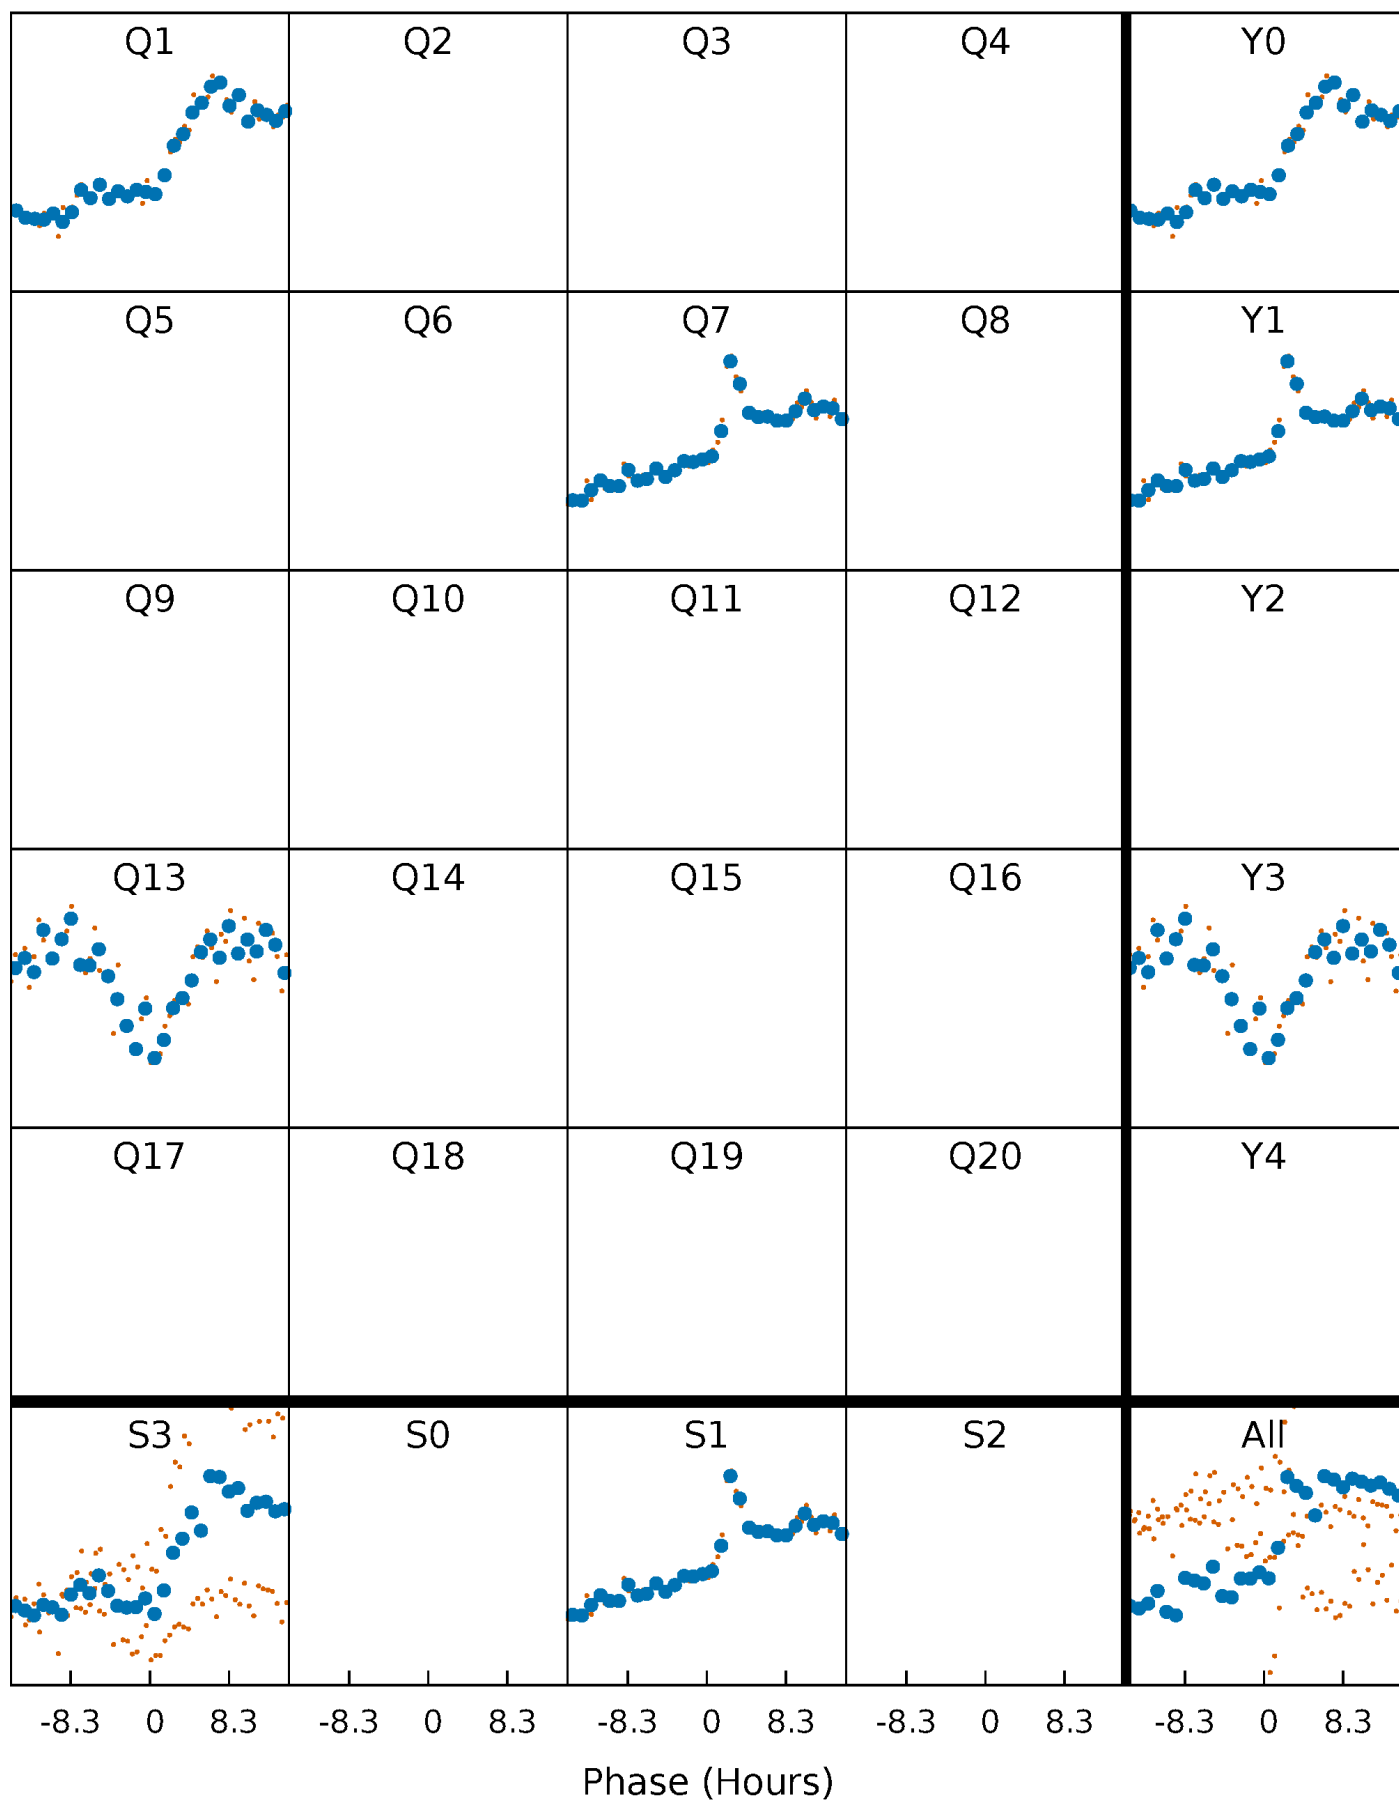 Q1 Q2 Q3 Q4 Y0
Q5 Q6 Q7 Q8 Y1
Q9 Q10 Q11 Q12 Y2
Q13 Q14 Q15 Q16 Y3
Q17 Q18 Q19 Q20 Y4
S3 S0 S1 S2 All
-8.3 0 8.3 -8.3 0 8.3 -8.3 0 8.3 -8.3 0 8.3 -8.3 0 8.3
Phase (Hours)